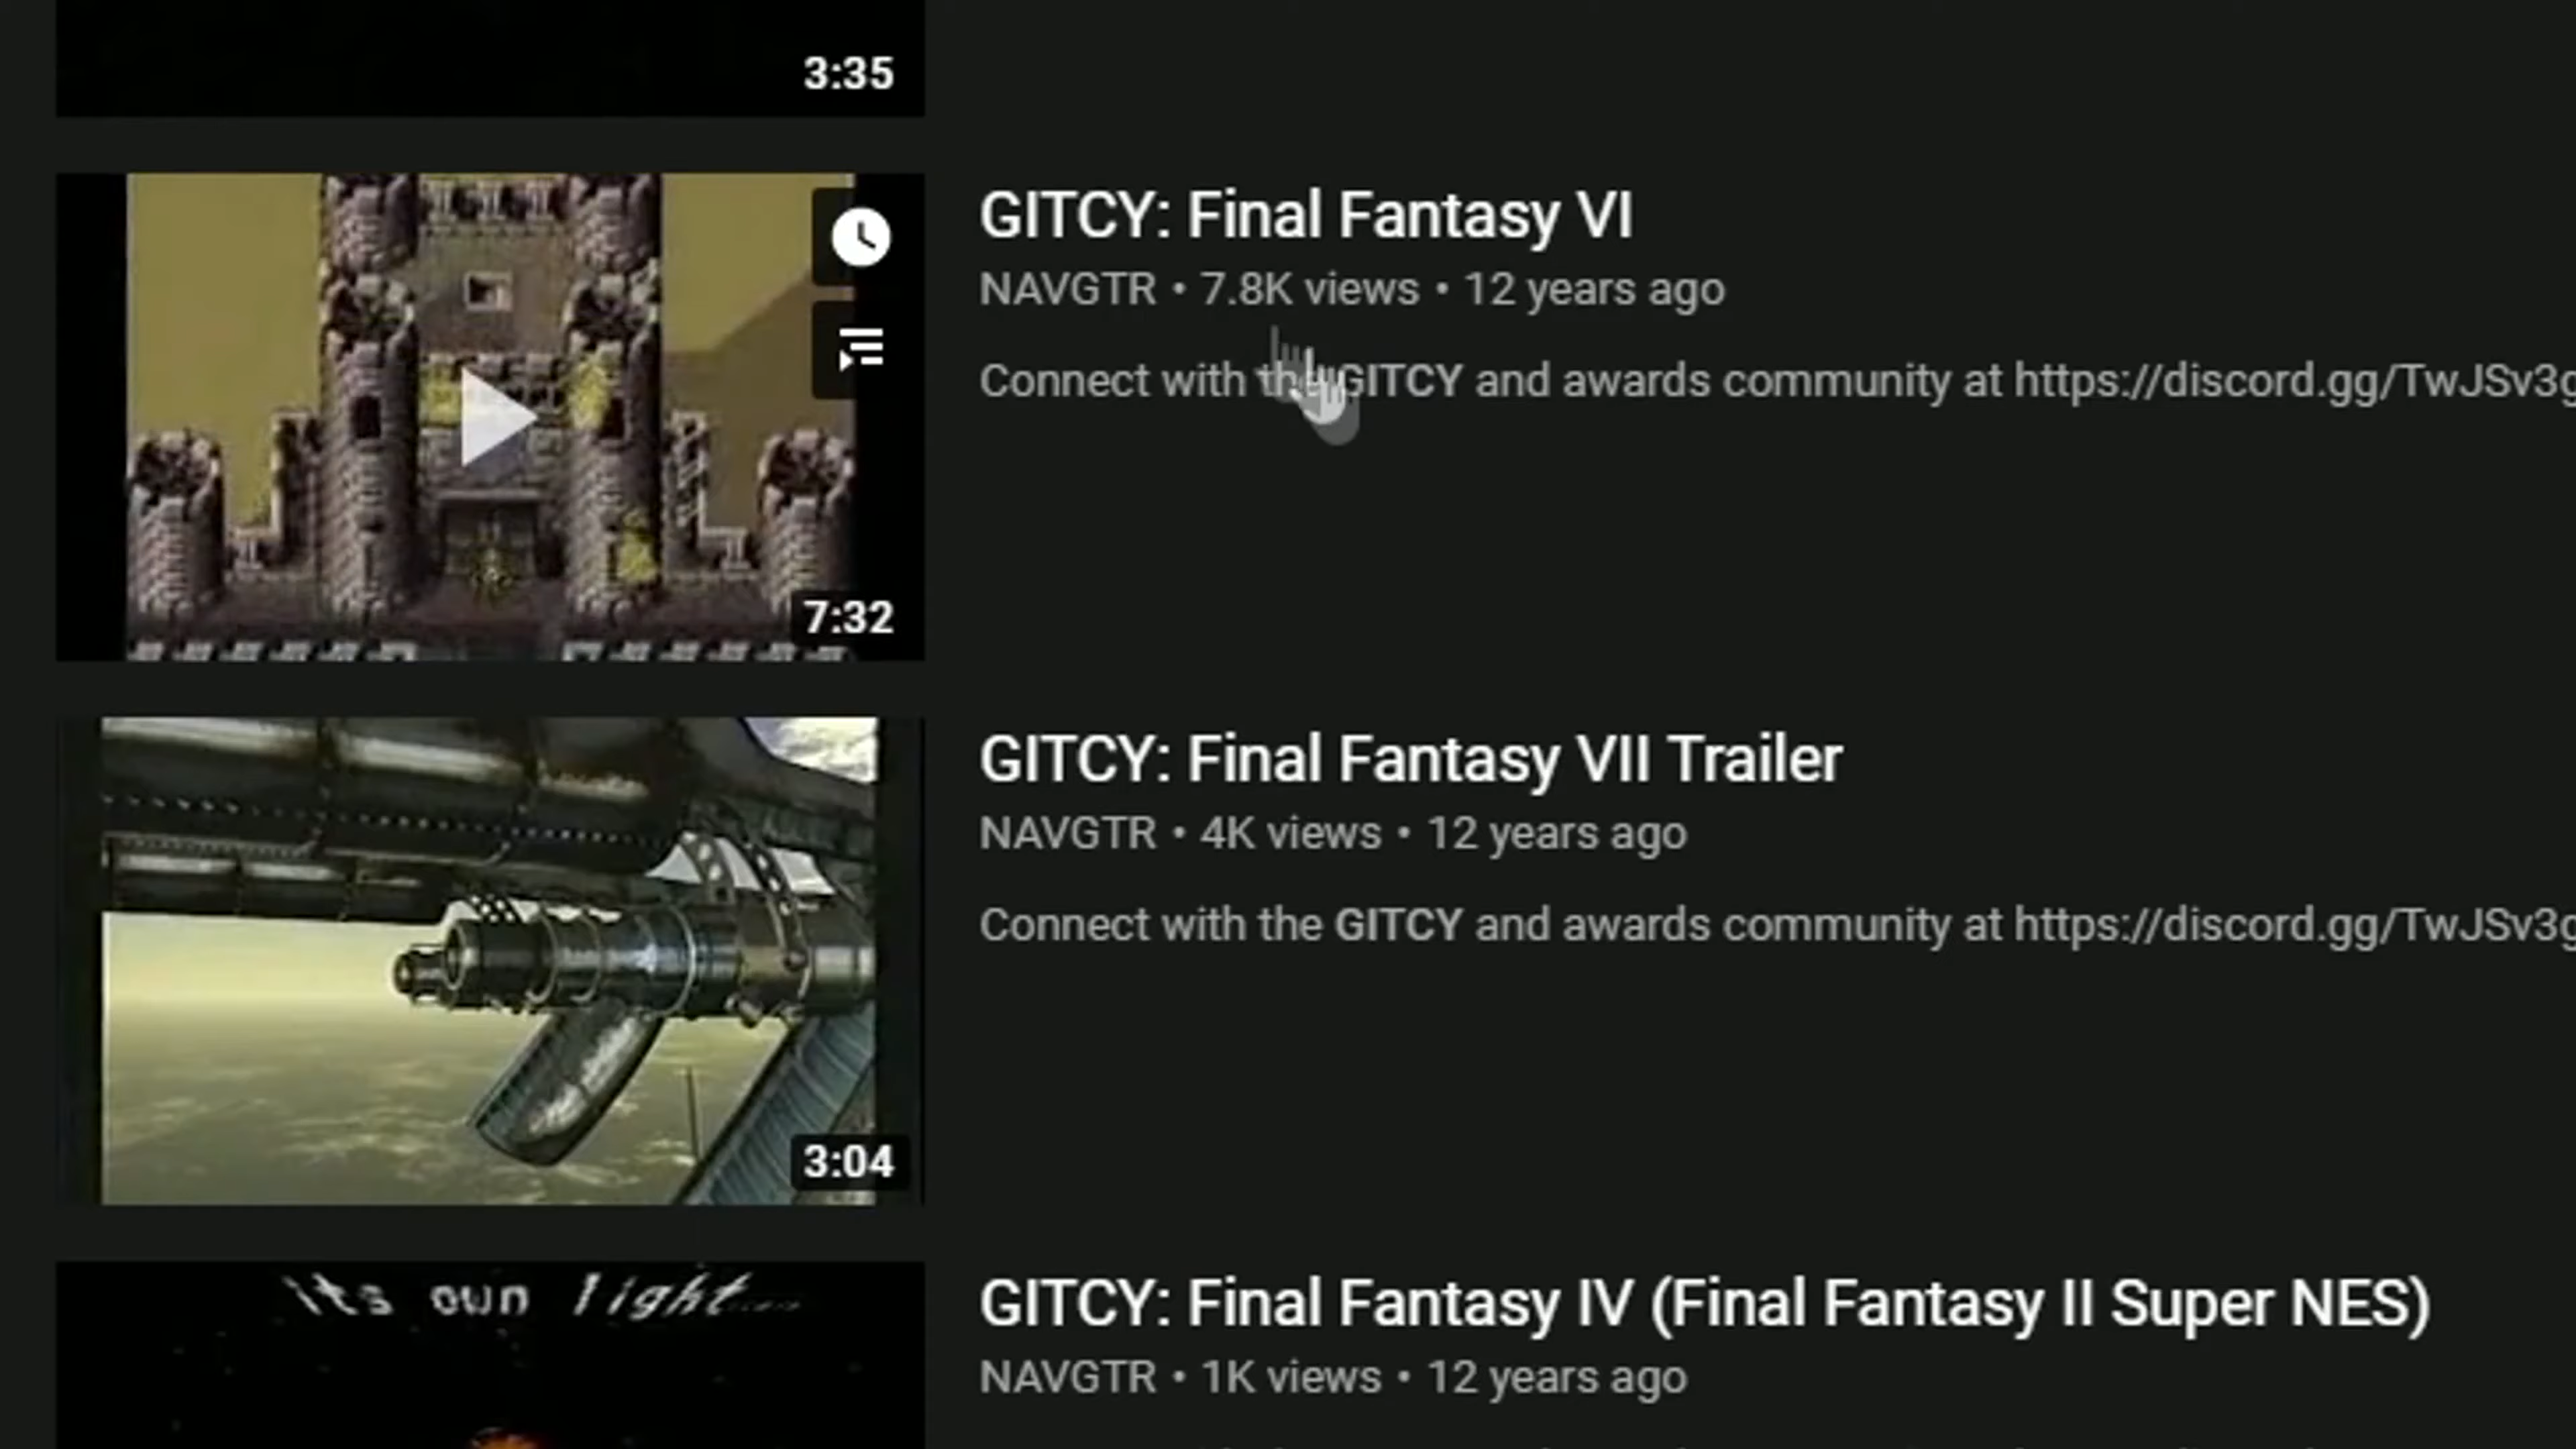 3:35
GITCY: Final Fantasy VI
NAVGTR • 7.8K views • 12 years ago
Connect with the GITCY and awards community at https://discord.gg/TwJSv3g
7:32
GITCY: Final Fantasy VII Trailer
NAVGTR • 4K views • 12 years ago
Connect with the GITCY and awards community at https://discord.gg/TwJSv3g
3:04
its own light...
GITCY: Final Fantasy IV (Final Fantasy II Super NES)
NAVGTR • 1K views • 12 years ago